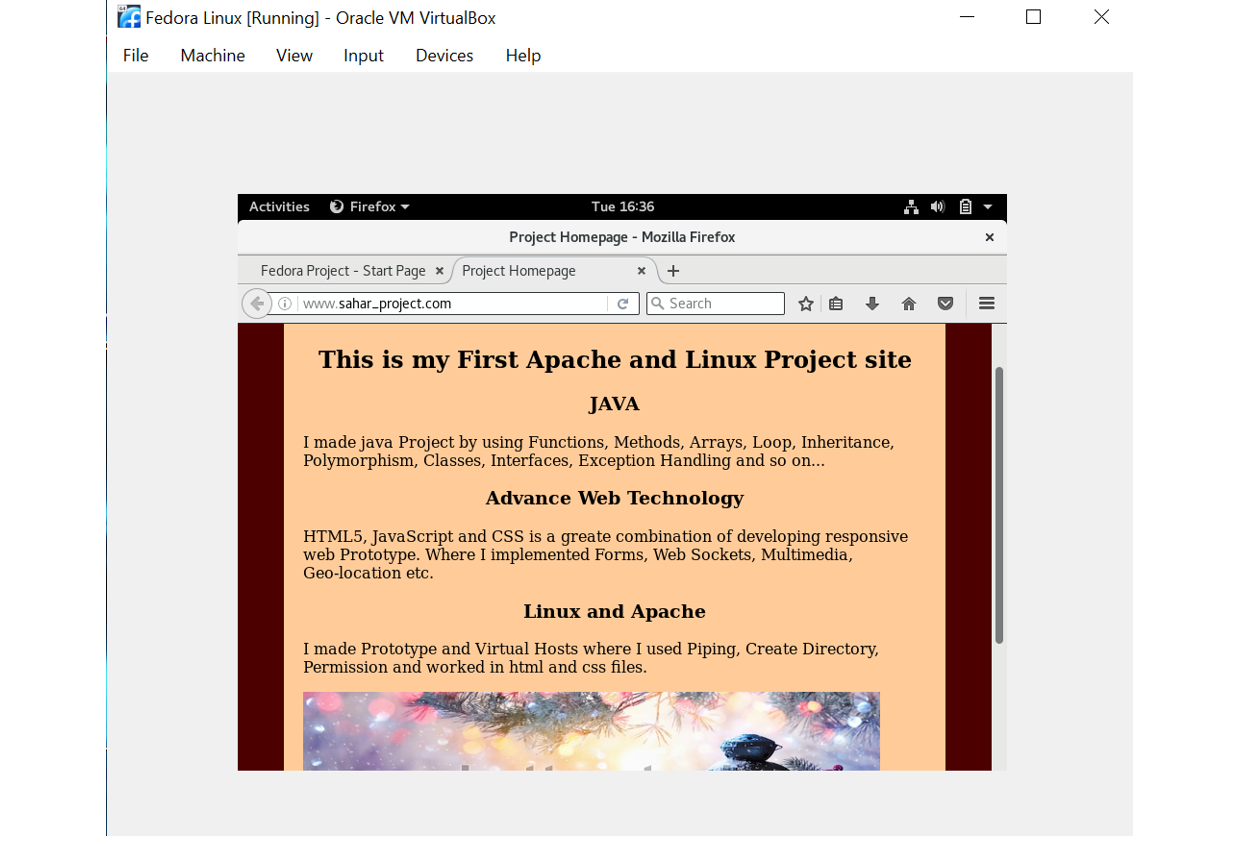 Fedora Linux [Running] - Oracle VM VirtualBox
File Machine View Input Devices Help
Activities Firefox Tue 16:36
Project Homepage - Mozilla Firefox
Fedora Project - Start Page Project Homepage
www.sahar_project.com Search
This is my First Apache and Linux Project site
JAVA
I made java Project by using Functions, Methods, Arrays, Loop, Inheritance,
Polymorphism, Classes, Interfaces, Exception Handling and so on...
Advance Web Technology
HTML5, JavaScript and CSS is a greate combination of developing responsive
web Prototype. Where I implemented Forms, Web Sockets, Multimedia,
Geo-location etc.
Linux and Apache
I made Prototype and Virtual Hosts where I used Piping, Create Directory,
Permission and worked in html and css files.